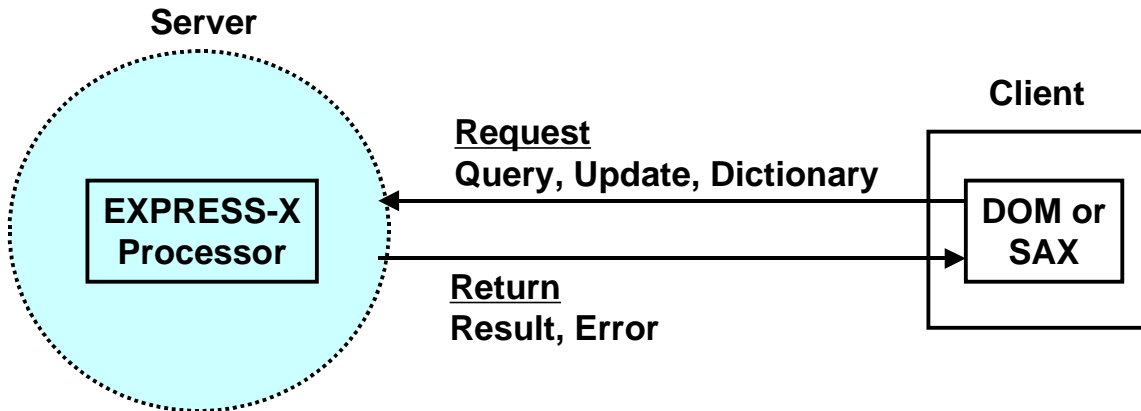 Server
Client
Request
Query, Update, Dictionary
EXPRESS-X
Processor
DOM or
SAX
Return
Result, Error